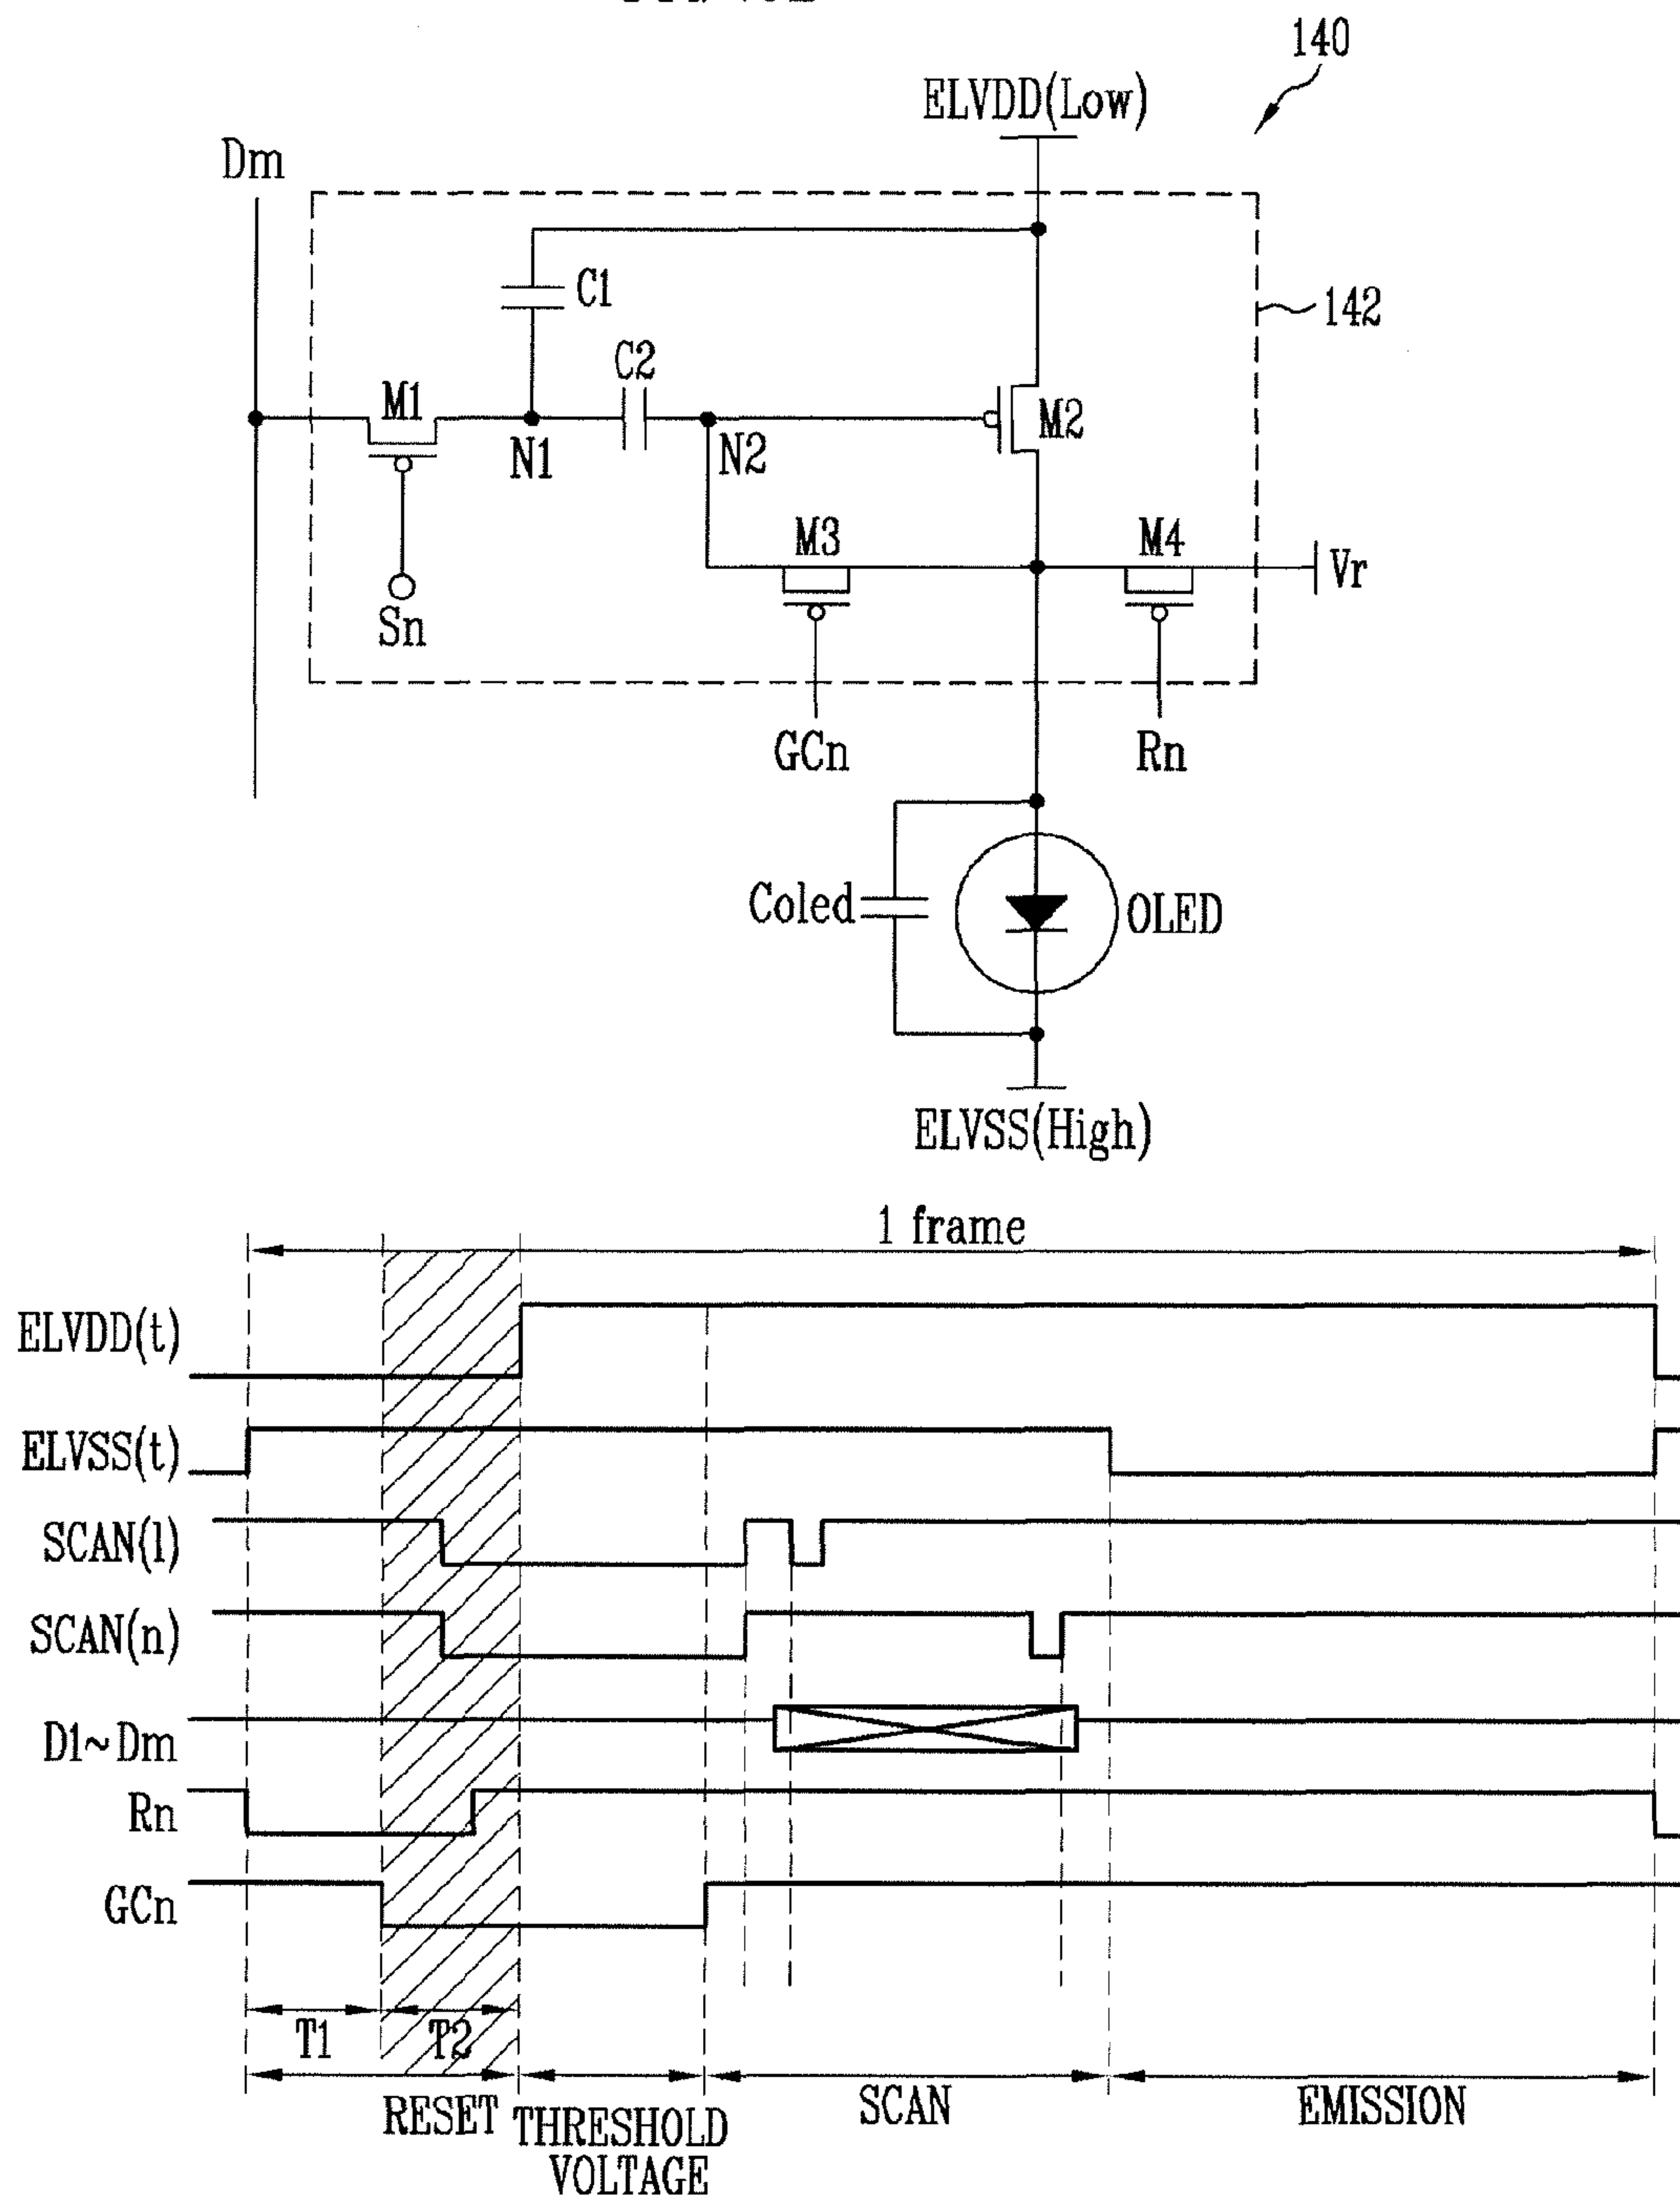 140
ELVDD(Low)
Dm
C1
142
C2
M1
M2
N1
N2
M3
M4
Vr
Sn
GCn
Rn
Coled
OLED
ELVSS(High)
1 frame
ELVDD(t)
ELVSS(t)
SCAN(1)
SCAN(n)
D1~Dm
Rn
GCn
T1
T2
RESET
THRESHOLD VOLTAGE
SCAN
EMISSION